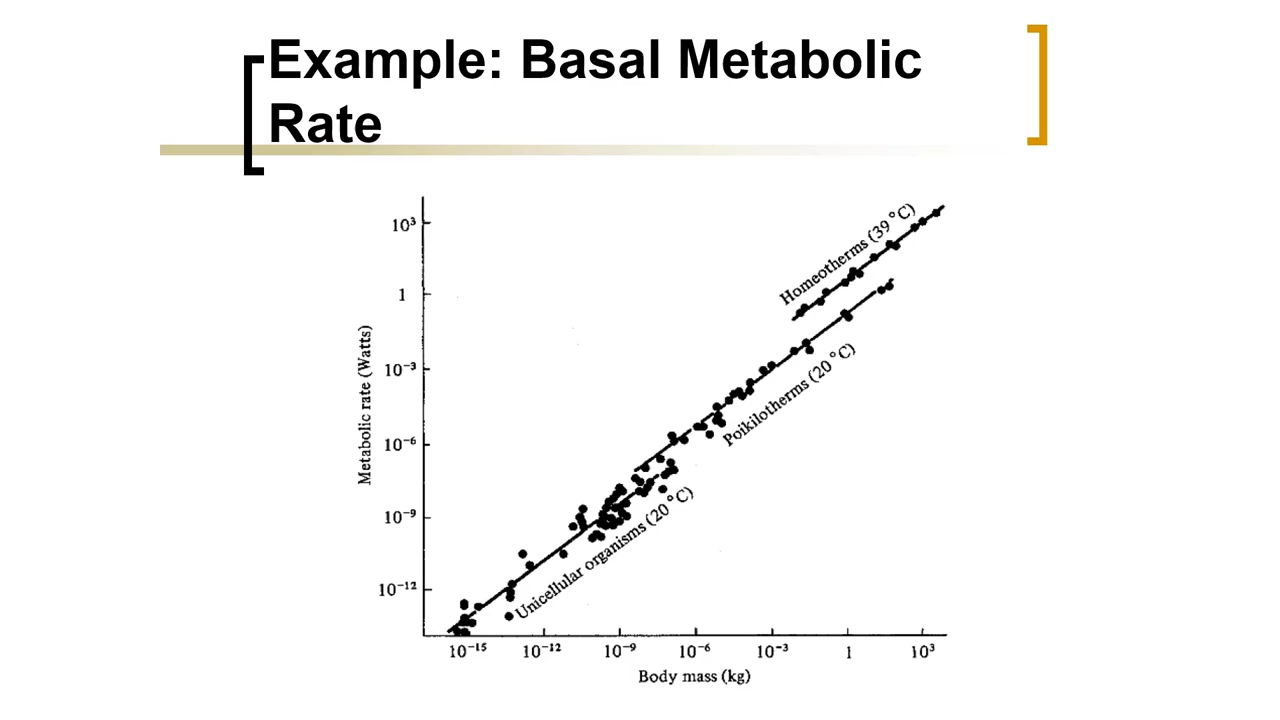 Example: Basal Metabolic
Rate
10³
1
10⁻³
10⁻⁶
10⁻⁹
10⁻¹²
Metabolic rate (Watts)
Homeotherms (39 °C)
Poikilotherms (20 °C)
Unicellular organisms (20 °C)
10⁻¹⁵ 10⁻¹² 10⁻⁹ 10⁻⁶ 10⁻³ 1 10³
Body mass (kg)